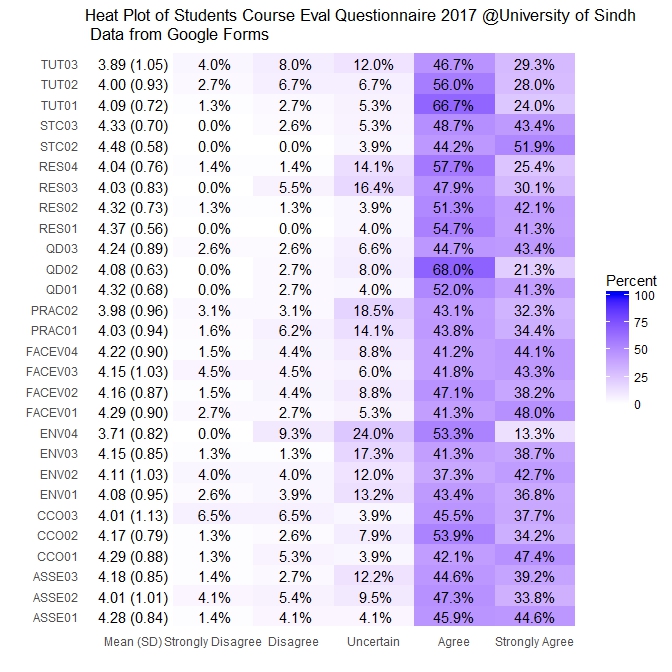 Heat Plot of Students Course Eval Questionnaire 2017 @University of Sindh
Data from Google Forms
TUT03 3.89 (1.05) 4.0% 8.0% 12.0% 46.7% 29.3%
TUT02 4.00 (0.93) 2.7% 6.7% 6.7% 56.0% 28.0%
TUT01 4.09 (0.72) 1.3% 2.7% 5.3% 66.7% 24.0%
STC03 4.33 (0.70) 0.0% 2.6% 5.3% 48.7% 43.4%
STC02 4.48 (0.58) 0.0% 0.0% 3.9% 44.2% 51.9%
RES04 4.04 (0.76) 1.4% 1.4% 14.1% 57.7% 25.4%
RES03 4.03 (0.83) 0.0% 5.5% 16.4% 47.9% 30.1%
RES02 4.32 (0.73) 1.3% 1.3% 3.9% 51.3% 42.1%
RES01 4.37 (0.56) 0.0% 0.0% 4.0% 54.7% 41.3%
QD03 4.24 (0.89) 2.6% 2.6% 6.6% 44.7% 43.4%
QD02 4.08 (0.63) 0.0% 2.7% 8.0% 68.0% 21.3%
QD01 4.32 (0.68) 0.0% 2.7% 4.0% 52.0% 41.3%
PRAC02 3.98 (0.96) 3.1% 3.1% 18.5% 43.1% 32.3%
PRAC01 4.03 (0.94) 1.6% 6.2% 14.1% 43.8% 34.4%
FACEV04 4.22 (0.90) 1.5% 4.4% 8.8% 41.2% 44.1%
FACEV03 4.15 (1.03) 4.5% 4.5% 6.0% 41.8% 43.3%
FACEV02 4.16 (0.87) 1.5% 4.4% 8.8% 47.1% 38.2%
FACEV01 4.29 (0.90) 2.7% 2.7% 5.3% 41.3% 48.0%
ENV04 3.71 (0.82) 0.0% 9.3% 24.0% 53.3% 13.3%
ENV03 4.15 (0.85) 1.3% 1.3% 17.3% 41.3% 38.7%
ENV02 4.11 (1.03) 4.0% 4.0% 12.0% 37.3% 42.7%
ENV01 4.08 (0.95) 2.6% 3.9% 13.2% 43.4% 36.8%
CCO03 4.01 (1.13) 6.5% 6.5% 3.9% 45.5% 37.7%
CCO02 4.17 (0.79) 1.3% 2.6% 7.9% 53.9% 34.2%
CCO01 4.29 (0.88) 1.3% 5.3% 3.9% 42.1% 47.4%
ASSE03 4.18 (0.85) 1.4% 2.7% 12.2% 44.6% 39.2%
ASSE02 4.01 (1.01) 4.1% 5.4% 9.5% 47.3% 33.8%
ASSE01 4.28 (0.84) 1.4% 4.1% 4.1% 45.9% 44.6%
Mean (SD) Strongly Disagree Disagree Uncertain Agree Strongly Agree
Percent
100
75
50
25
0